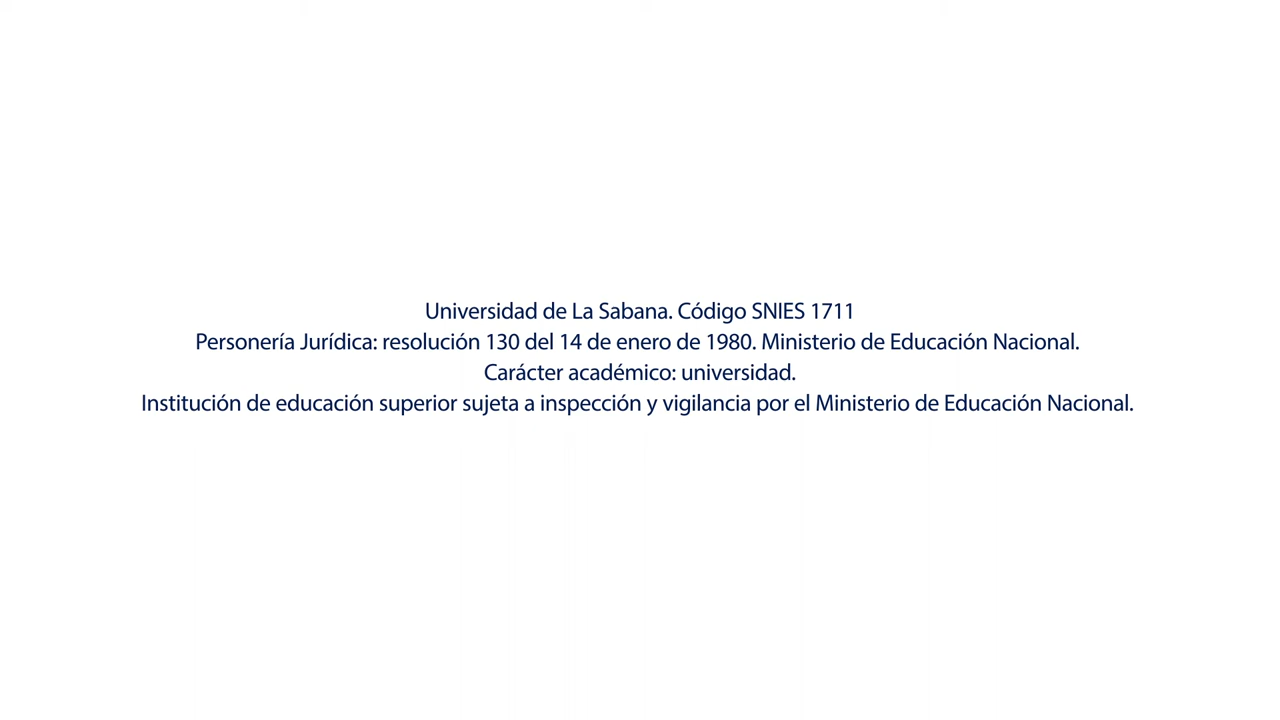 Universidad de La Sabana. Código SNIES 1711
Personería Jurídica: resolución 130 del 14 de enero de 1980. Ministerio de Educación Nacional.
Carácter académico: universidad.
Institución de educación superior sujeta a inspección y vigilancia por el Ministerio de Educación Nacional.